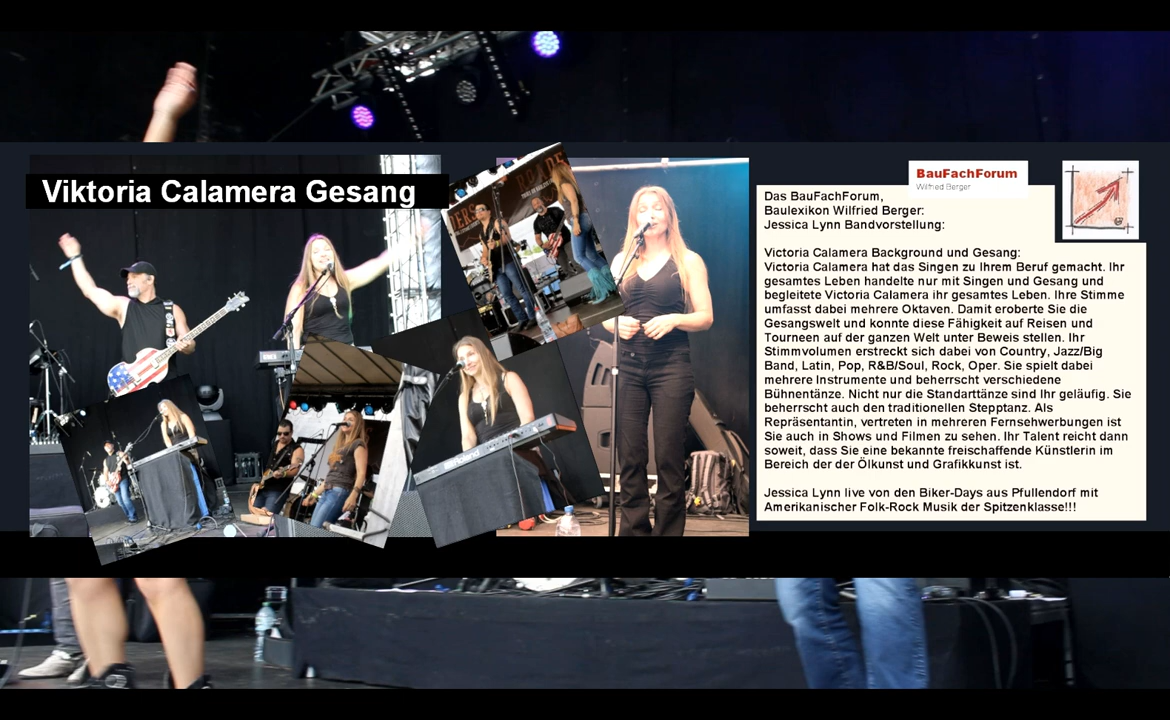 Viktoria Calamera Gesang
BauFachForum
Wilfried Berger
Das BauFachForum,
Baulexikon Wilfried Berger:
Jessica Lynn Bandvorstellung:
Victoria Calamera Background und Gesang:
Victoria Calamera hat das Singen zu Ihrem Beruf gemacht. Ihr
gesamtes Leben handelte nur mit Singen und Gesang und
begleitete Victoria Calamera ihr gesamtes Leben. Ihre Stimme
umfasst dabei mehrere Oktaven. Damit eroberte Sie die
Gesangswelt und konnte diese Fähigkeit auf Reisen und
Tourneen auf der ganzen Welt unter Beweis stellen. Ihr
Stimmvolumen erstreckt sich dabei von Country, Jazz/Big
Band, Latin, Pop, R&B/Soul, Rock, Oper. Sie spielt dabei
mehrere Instrumente und beherrscht verschiedene
Bühnentänze. Nicht nur die Standarttänze sind Ihr geläufig. Sie
beherrscht auch den traditionellen Stepptanz. Als
Repräsentantin, vertreten in mehreren Fernsehwerbungen ist
Sie auch in Shows und Filmen zu sehen. Ihr Talent reicht dann
soweit, dass Sie eine bekannte freischaffende Künstlerin im
Bereich der der Ölkunst und Grafikkunst ist.
Jessica Lynn live von den Biker-Days aus Pfullendorf mit
Amerikanischer Folk-Rock Musik der Spitzenklasse!!!